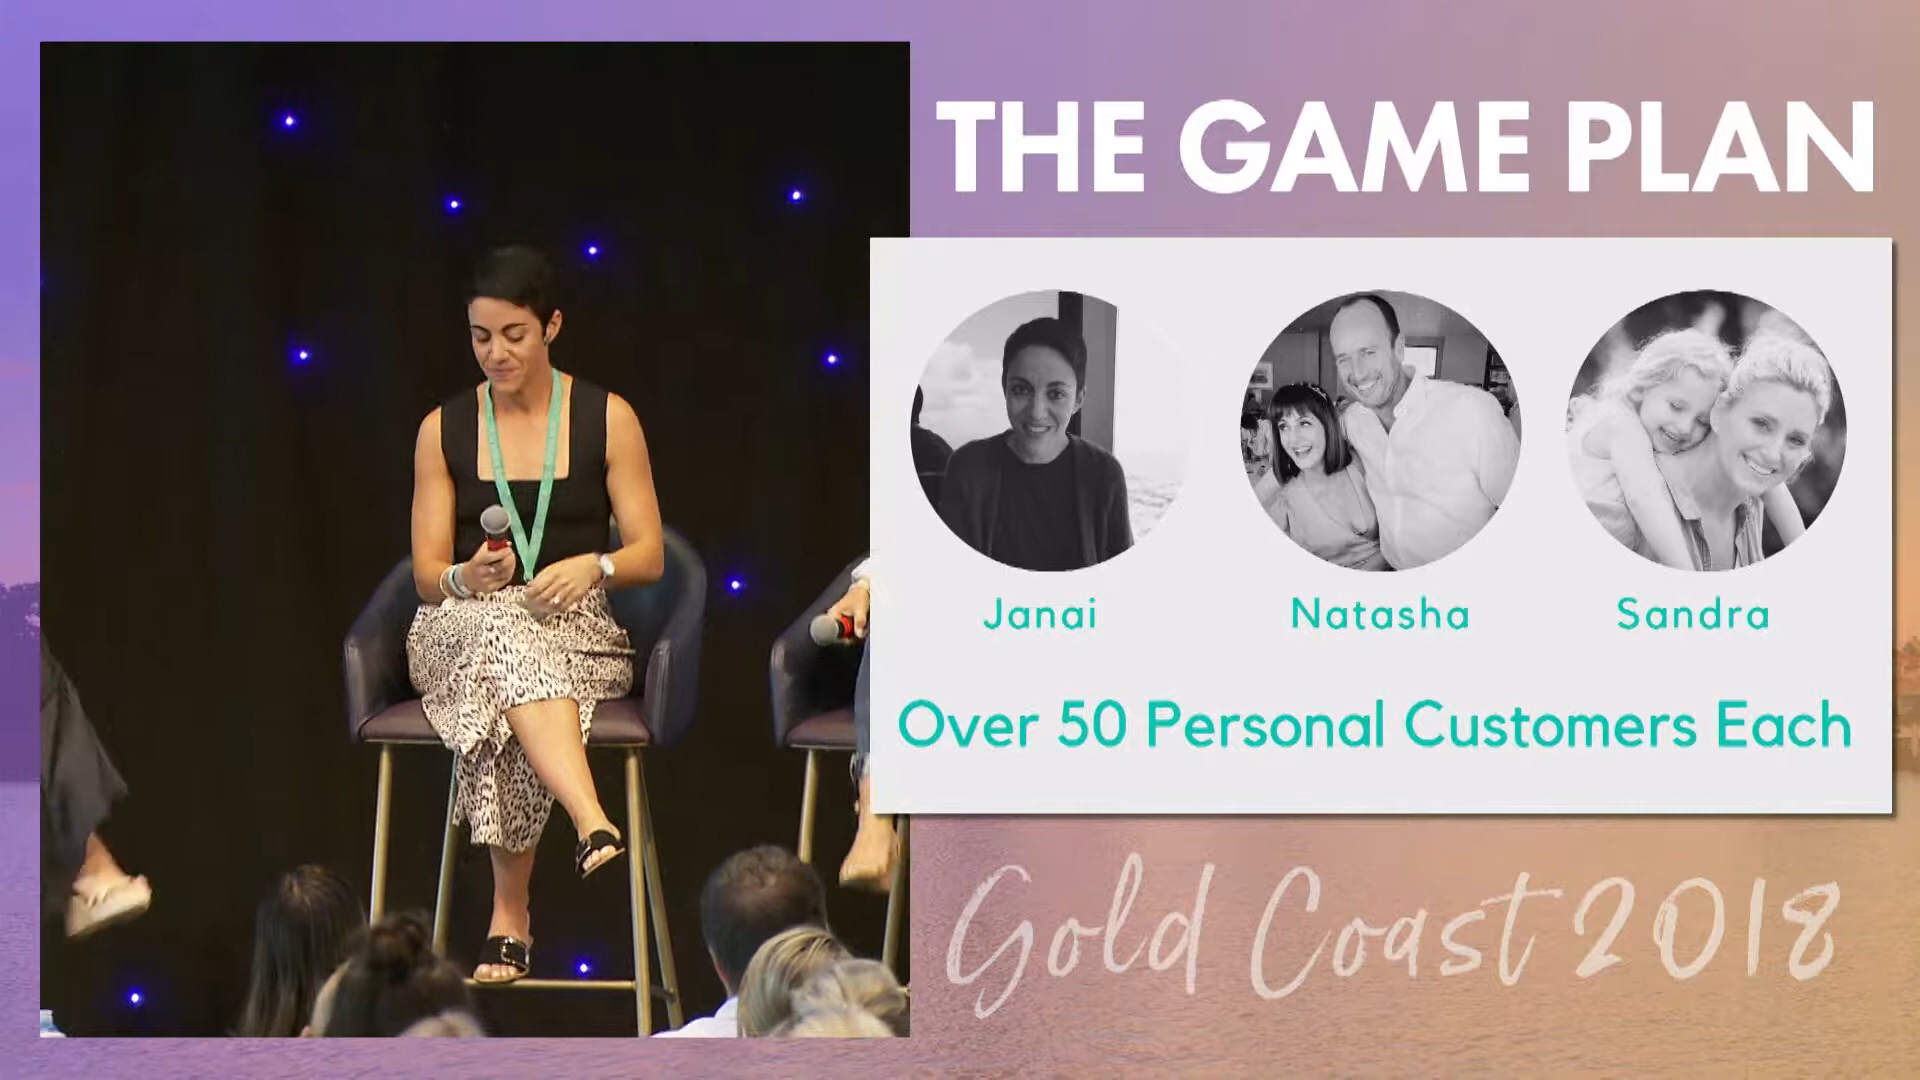 THE GAME PLAN
Janai
Natasha
Sandra
Over 50 Personal Customers Each
Gold Coast 2018